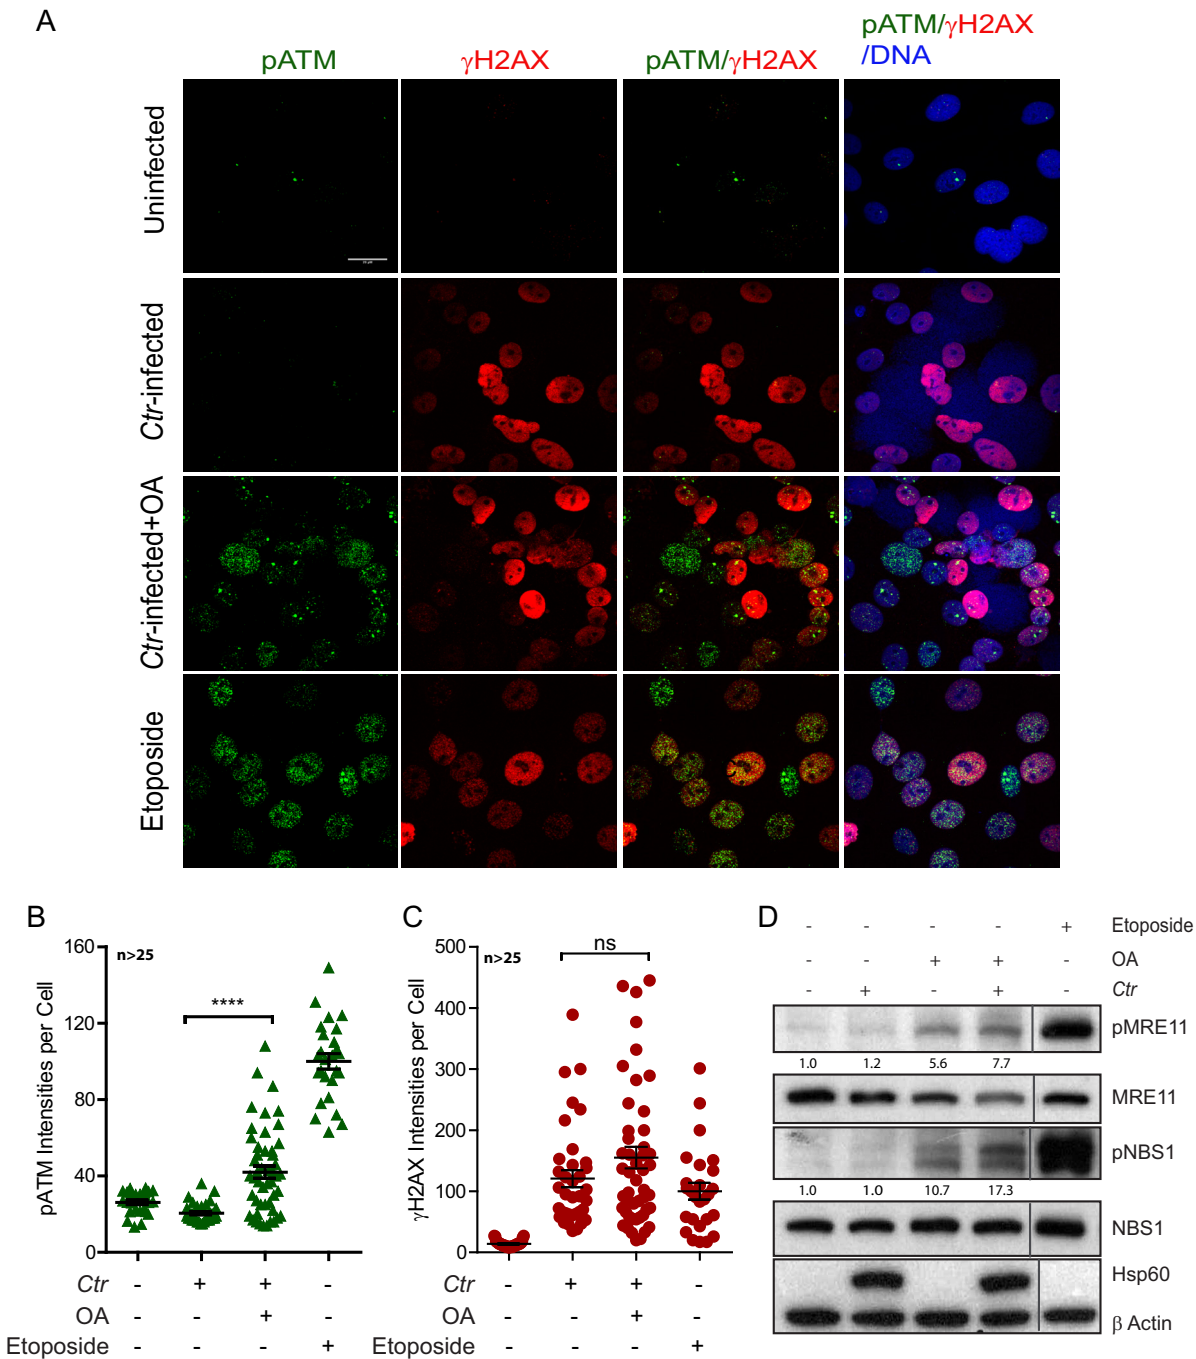 A
pATM γH2AX pATM/γH2AX pATM/γH2AX
/DNA
Uninfected
Ctr-infected
Ctr-infected+OA
Etoposide
B
n>25
****
pATM Intensities per Cell
160
120
80
40
0
Ctr - + + -
OA - - + -
Etoposide - - - +
C
n>25
ns
γH2AX Intensities per Cell
500
400
300
200
100
0
- + + -
- - + -
- - - +
D
- - - - + Etoposide
- - + + - OA
- + - + - Ctr
pMRE11
1.0 1.2 5.6 7.7
MRE11
pNBS1
1.0 1.0 10.7 17.3
NBS1
Hsp60
β Actin